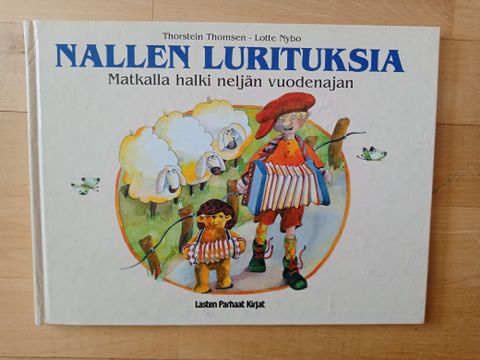 Thorstein Thomsen - Lotte Nybo
NALLEN LURITUKSIA
Matkalla halki neljän vuodenajan
Lasten Parhaat Kirjat